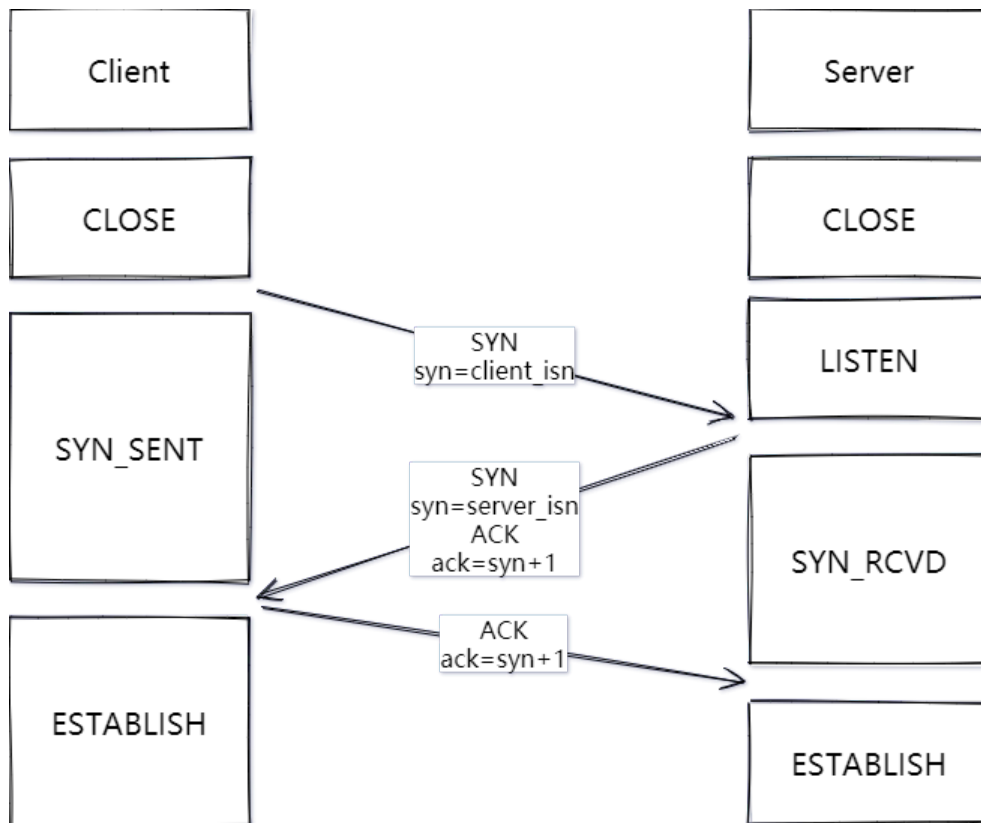 Client
Server
CLOSE
CLOSE
SYN
syn=client_isn
LISTEN
SYN_SENT
SYN
syn=server_isn
ACK
ack=syn+1
SYN_RCVD
ACK
ack=syn+1
ESTABLISH
ESTABLISH